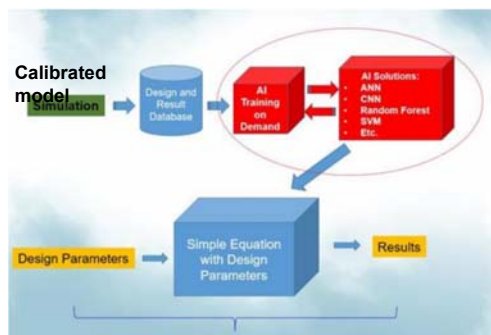 Calibrated
model
Simulation
Design and
Result
Database
AI
Training
on
Demand
AI Solutions:
• ANN
• CNN
• Random Forest
• SVM
• Etc.
Design Parameters
Simple Equation
with Design
Parameters
Results